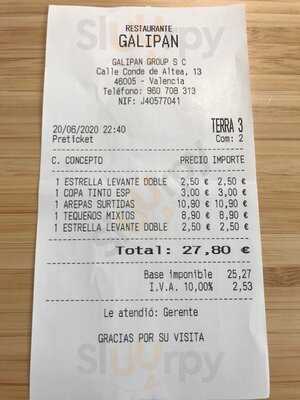 RESTAURANTE
GALIPAN
GALIPAN GROUP S C
Calle Conde de Altea, 13
46005 - Valencia
Teléfono: 960 708 313
NIF: J40577041
20/06/2020 22:40 TERRA 3
Preticket Com: 2
C. CONCEPTO PRECIO IMPORTE
1 ESTRELLA LEVANTE DOBLE 2,50 € 2,50 €
1 COPA TINTO ESP 3,00 € 3,00 €
1 AREPAS SURTIDAS 10,90 € 10,90 €
1 TEQUEÑOS MIXTOS 8,90 € 8,90 €
1 ESTRELLA LEVANTE DOBLE 2,50 € 2,50 €
Total: 27,80 €
Base imponible 25,27
I.V.A. 10,00% 2,53
Le atendió: Gerente
GRACIAS POR SU VISITA
Sluurpy
Sluurpy
Sluurpy